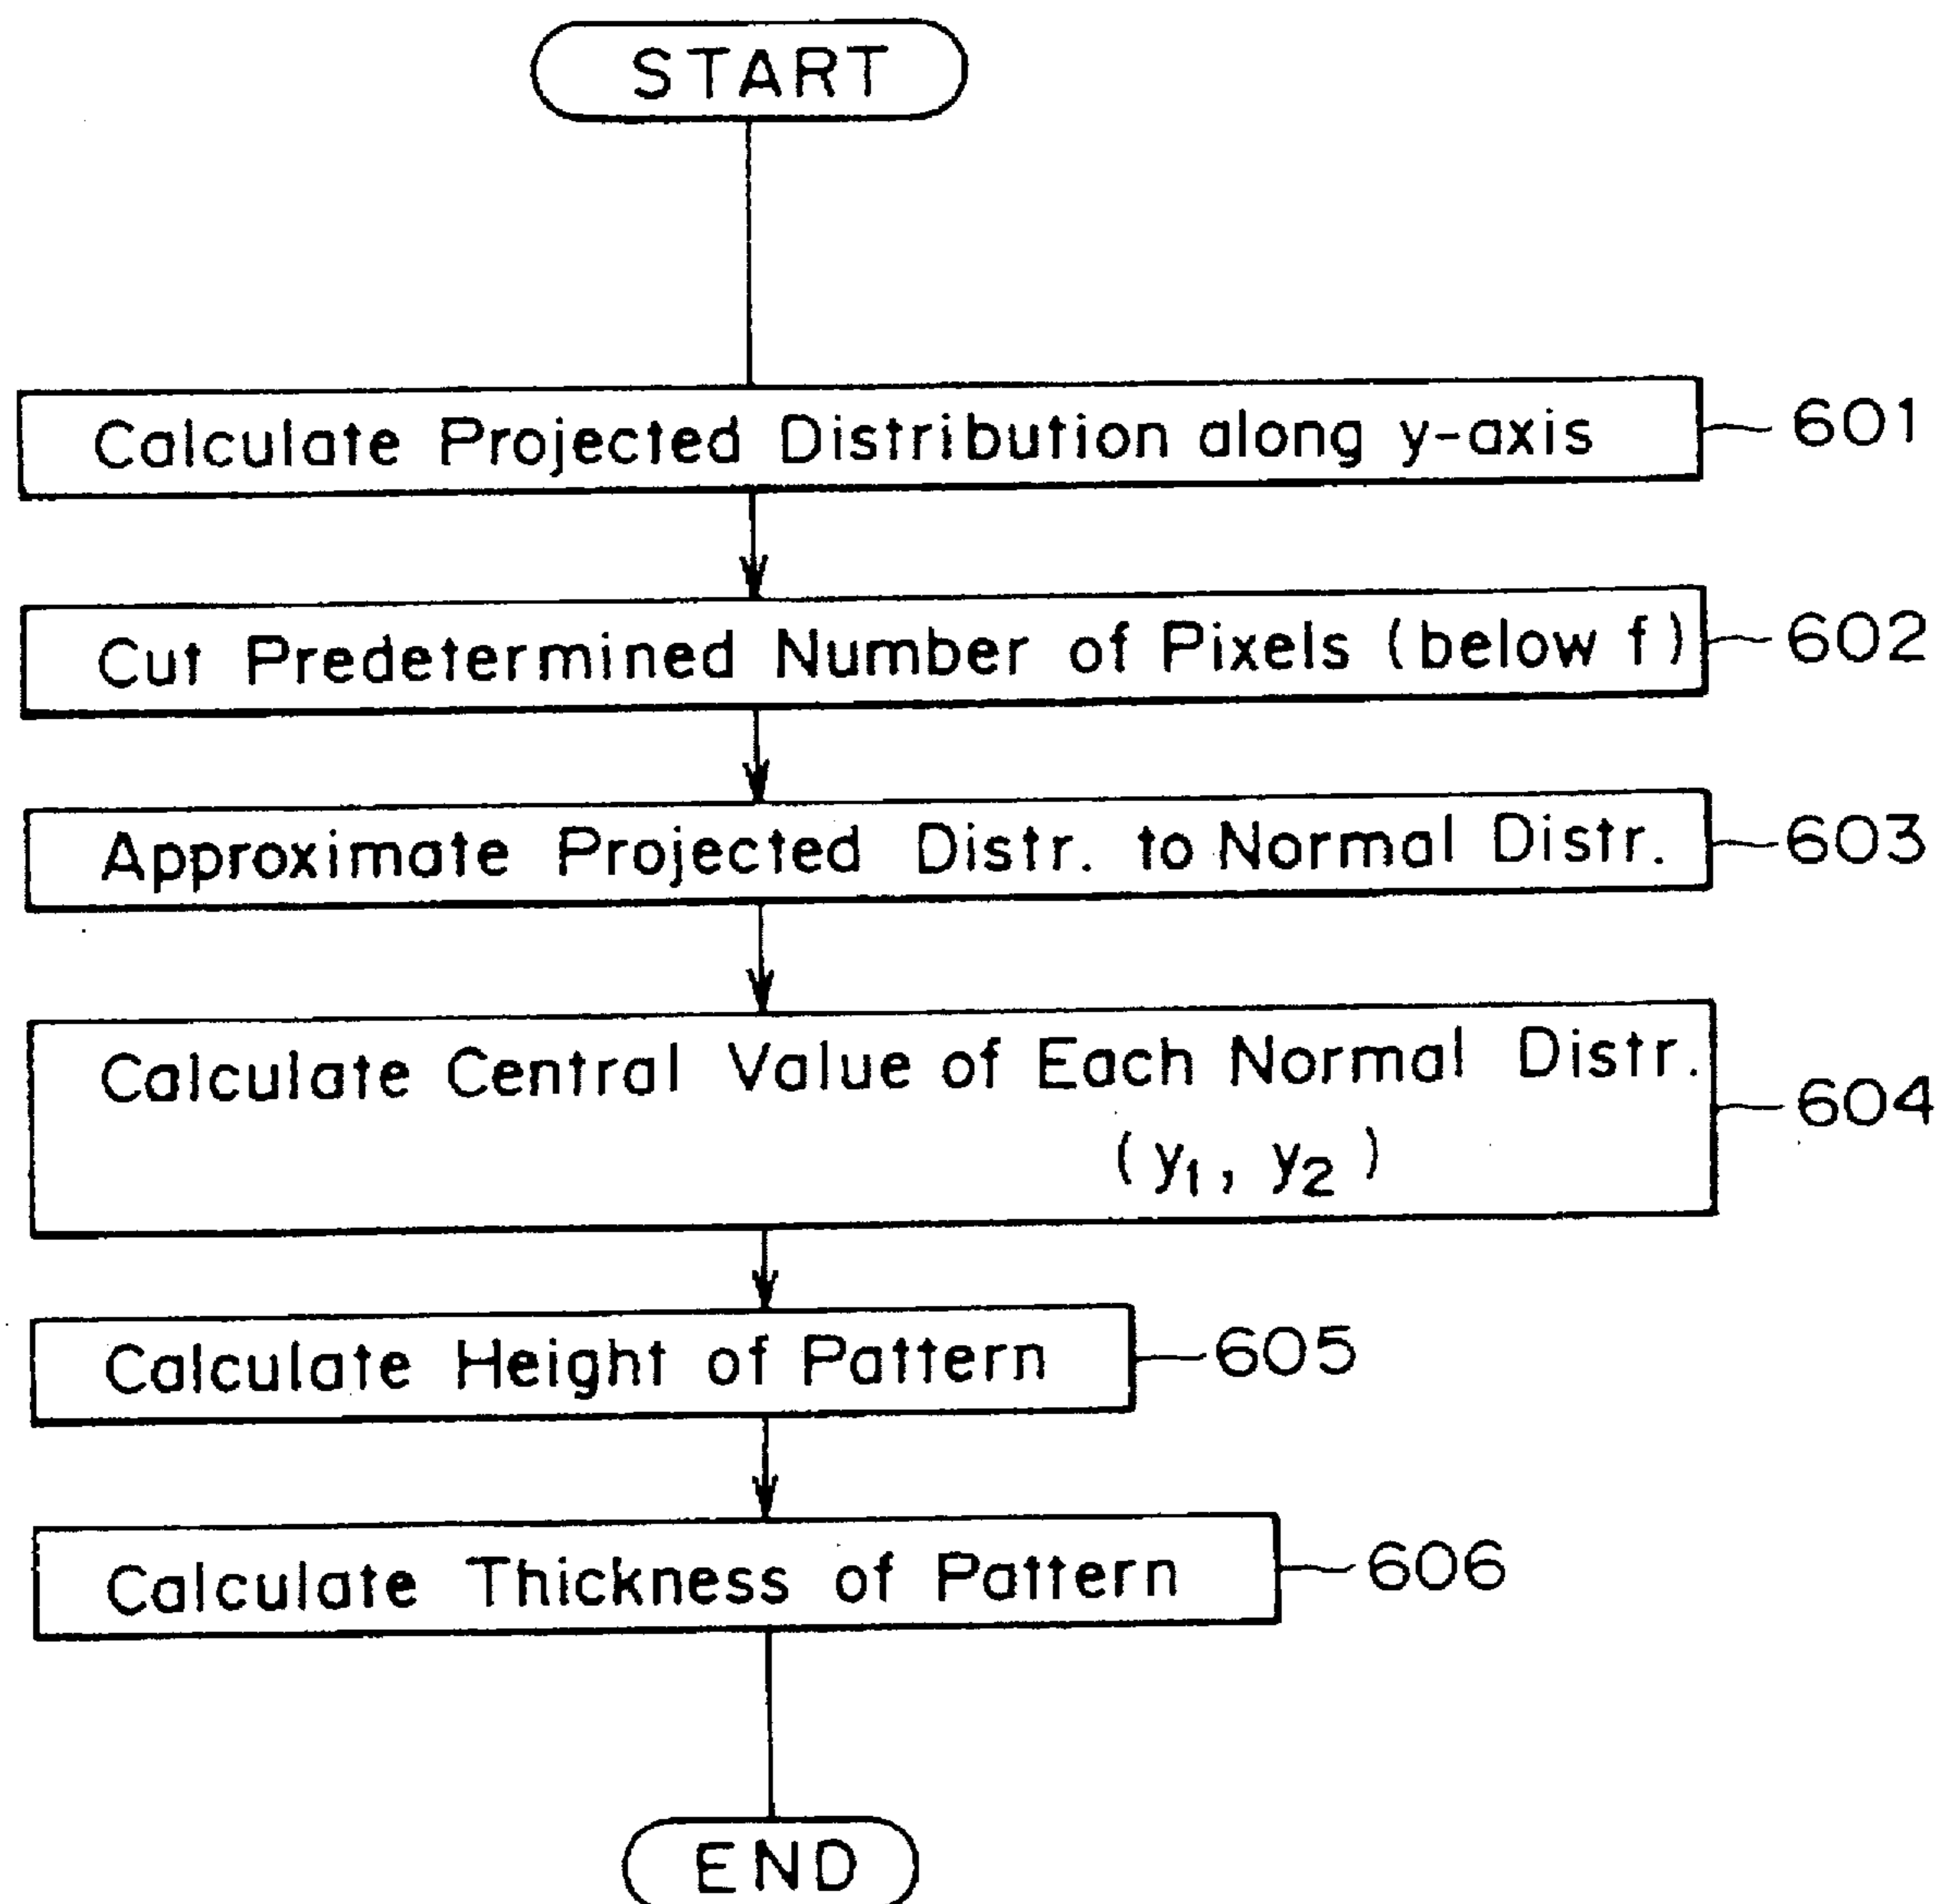 START
Calculate Projected Distribution along y-axis
601
Cut Predetermined Number of Pixels (below f)
602
Approximate Projected Distr. to Normal Distr.
603
Calculate Central Value of Each Normal Distr.
(y1, y2)
604
Calculate Height of Pattern
605
Calculate Thickness of Pattern
606
END